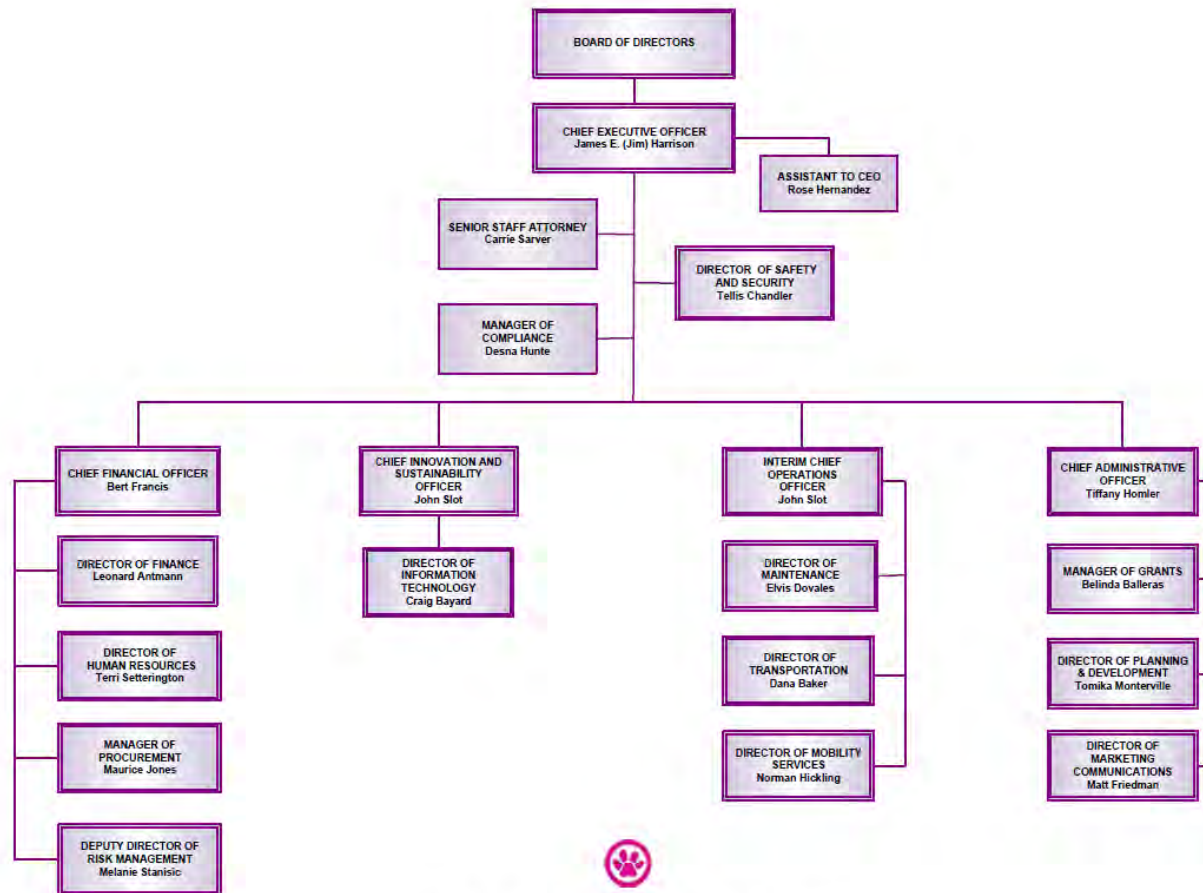 BOARD OF DIRECTORS
CHIEF EXECUTIVE OFFICER
James E. (Jim) Harrison
ASSISTANT TO CEO
Rose Hernandez
SENIOR STAFF ATTORNEY
Carrie Sarver
DIRECTOR OF SAFETY
AND SECURITY
Tellis Chandler
MANAGER OF
COMPLIANCE
Desna Hunte
CHIEF FINANCIAL OFFICER
Bert Francis
DIRECTOR OF FINANCE
Leonard Antmann
DIRECTOR OF
HUMAN RESOURCES
Terri Setterington
MANAGER OF
PROCUREMENT
Maurice Jones
DEPUTY DIRECTOR OF
RISK MANAGEMENT
Melanie Stanisic
CHIEF INNOVATION AND
SUSTAINABILITY
OFFICER
John Slot
DIRECTOR OF
INFORMATION
TECHNOLOGY
Craig Bayard
INTERIM CHIEF
OPERATIONS
OFFICER
John Slot
DIRECTOR OF
MAINTENANCE
Elvis Dovales
DIRECTOR OF
TRANSPORTATION
Dana Baker
DIRECTOR OF MOBILITY
SERVICES
Norman Hickling
CHIEF ADMINISTRATIVE
OFFICER
Tiffany Homler
MANAGER OF GRANTS
Belinda Balleras
DIRECTOR OF PLANNING
& DEVELOPMENT
Tomika Monterville
DIRECTOR OF
MARKETING
COMMUNICATIONS
Matt Friedman